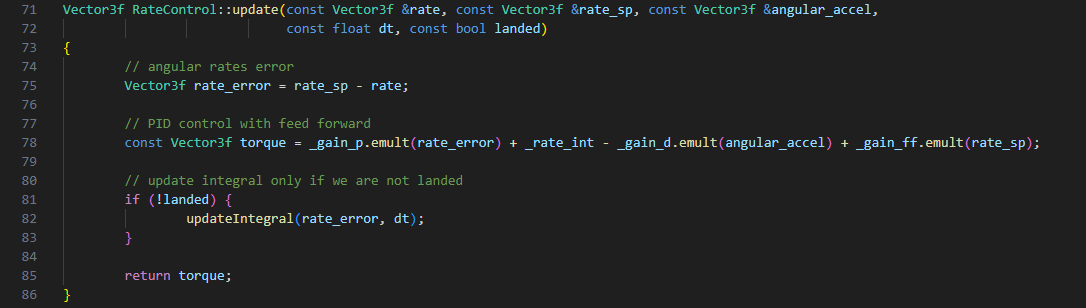 71 Vector3f RateControl::update(const Vector3f &rate, const Vector3f &rate_sp, const Vector3f &angular_accel,
72 const float dt, const bool landed)
73 {
74 // angular rates error
75 Vector3f rate_error = rate_sp - rate;
76
77 // PID control with feed forward
78 const Vector3f torque = _gain_p.emult(rate_error) + _rate_int - _gain_d.emult(angular_accel) + _gain_ff.emult(rate_sp);
79
80 // update integral only if we are not landed
81 if (!landed) {
82 updateIntegral(rate_error, dt);
83 }
84
85 return torque;
86 }